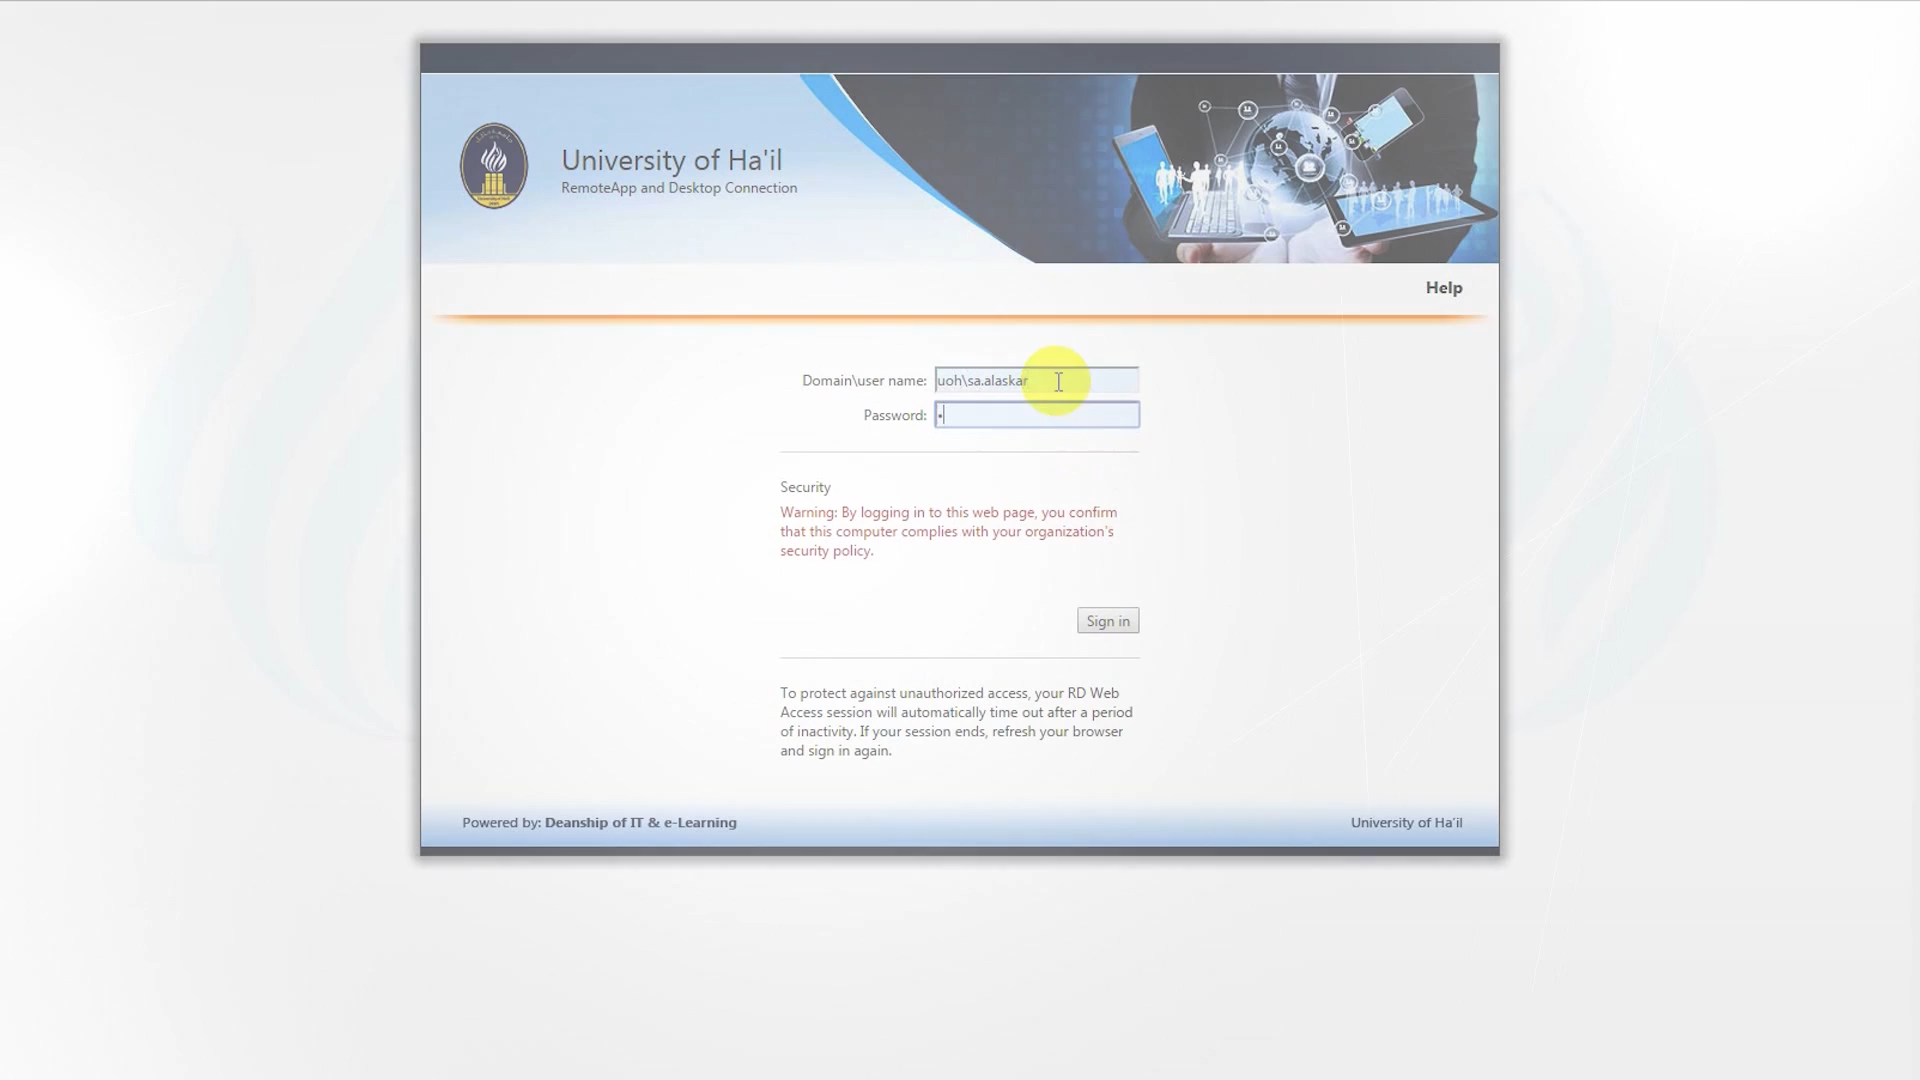 University of Ha'il
RemoteApp and Desktop Connection
Help
Domain\user name: uoh\sa.alaskar
Password: •
Security
Warning: By logging in to this web page, you confirm
that this computer complies with your organization's
security policy.
Sign in
To protect against unauthorized access, your RD Web
Access session will automatically time out after a period
of inactivity. If your session ends, refresh your browser
and sign in again.
Powered by: Deanship of IT & e-Learning
University of Ha'il